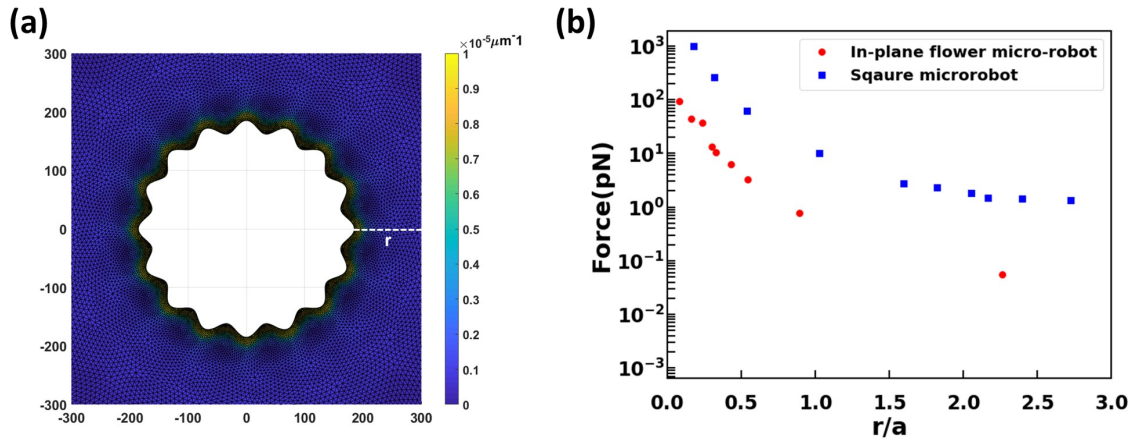 (a)
×10-5μm-1
300
200
100
0
-100
-200
-300
-300 -200 -100 0 100 200 300
r
1
0.9
0.8
0.7
0.6
0.5
0.4
0.3
0.2
0.1
0
(b)
In-plane flower micro-robot
Sqaure microrobot
Force(pN)
10³
10²
10¹
10⁰
10⁻¹
10⁻²
10⁻³
0.0 0.5 1.0 1.5 2.0 2.5 3.0
r/a